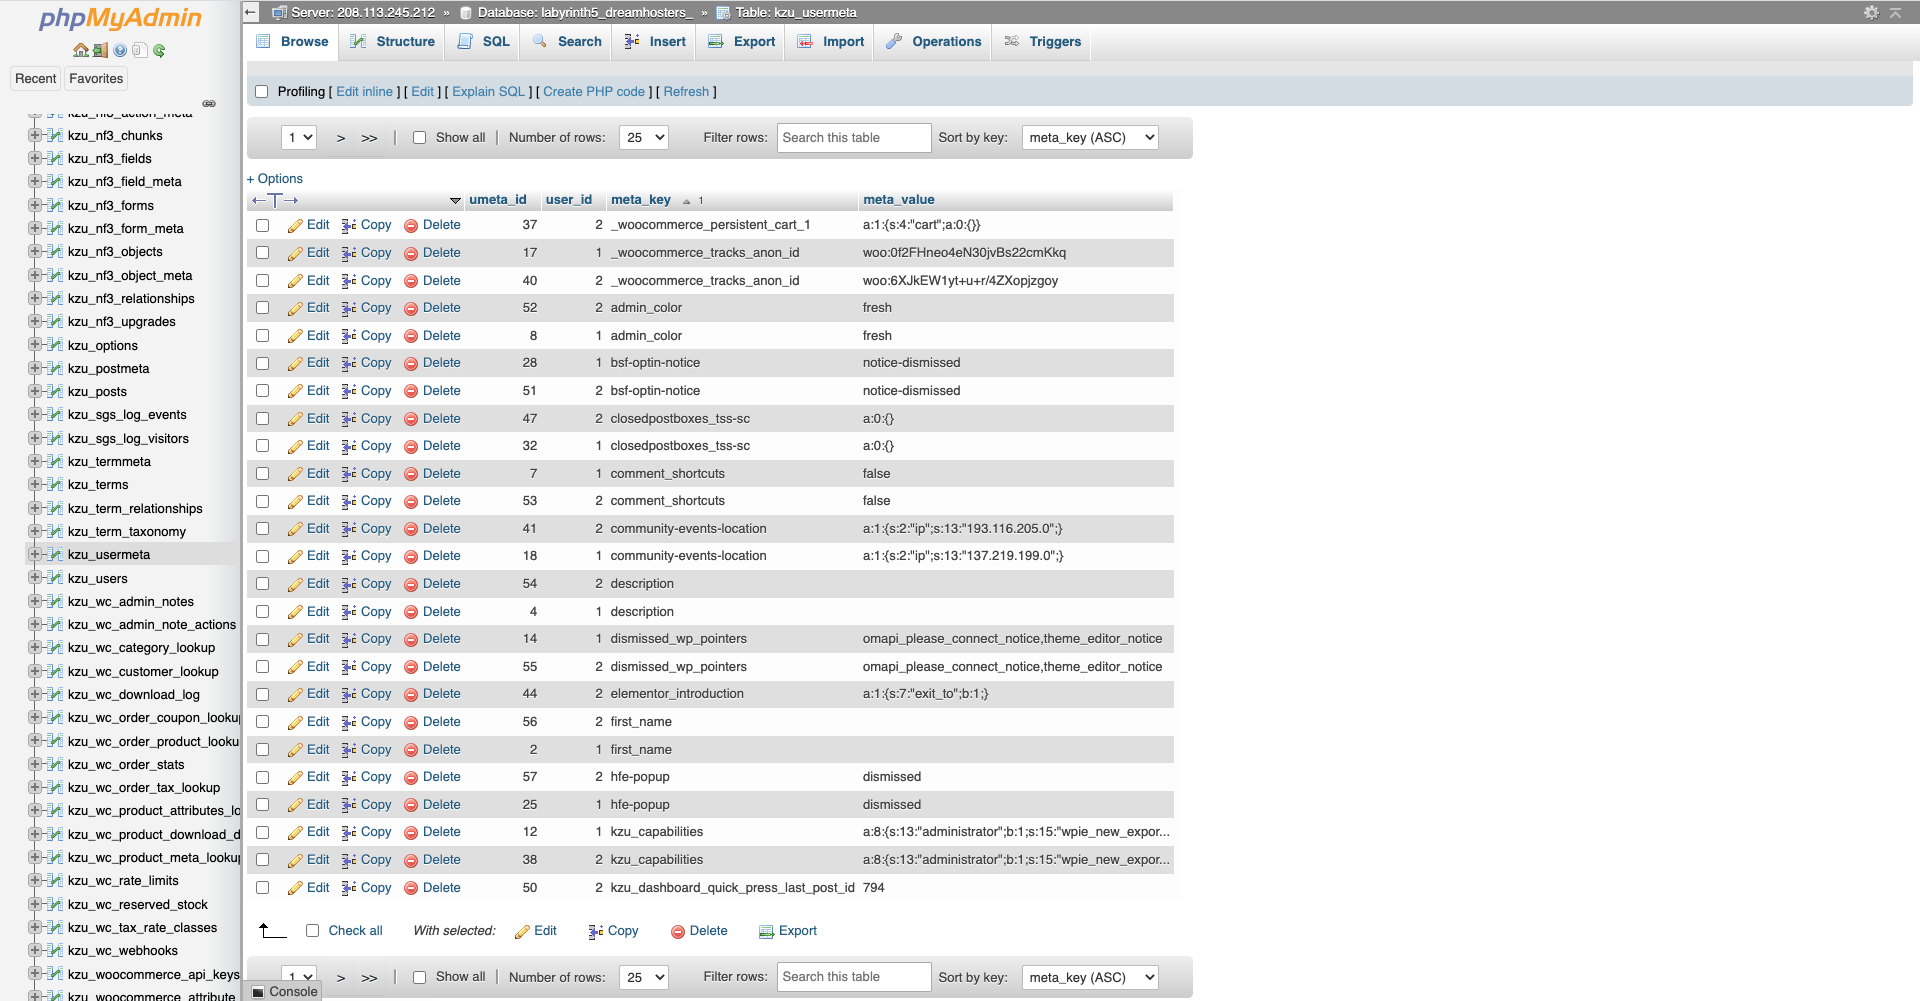 phpMyAdmin
Recent Favorites
kzu_nf3_action_meta
kzu_nf3_chunks
kzu_nf3_fields
kzu_nf3_field_meta
kzu_nf3_forms
kzu_nf3_form_meta
kzu_nf3_objects
kzu_nf3_object_meta
kzu_nf3_relationships
kzu_nf3_upgrades
kzu_options
kzu_postmeta
kzu_posts
kzu_sgs_log_events
kzu_sgs_log_visitors
kzu_termmeta
kzu_terms
kzu_term_relationships
kzu_term_taxonomy
kzu_usermeta
kzu_users
kzu_wc_admin_notes
kzu_wc_admin_note_actions
kzu_wc_category_lookup
kzu_wc_customer_lookup
kzu_wc_download_log
kzu_wc_order_coupon_looku
kzu_wc_order_product_looku
kzu_wc_order_stats
kzu_wc_order_tax_lookup
kzu_wc_product_attributes_lo
kzu_wc_product_download_d
kzu_wc_product_meta_looku
kzu_wc_rate_limits
kzu_wc_reserved_stock
kzu_wc_tax_rate_classes
kzu_wc_webhooks
kzu_woocommerce_api_keys
kzu_woocommerce_attribute
Server: 208.113.245.212 » Database: labyrinth5_dreamhosters_ » Table: kzu_usermeta
Browse Structure SQL Search Insert Export Import Operations Triggers
Profiling [ Edit inline ] [ Edit ] [ Explain SQL ] [ Create PHP code ] [ Refresh ]
1 > >> | Show all | Number of rows: 25 Filter rows: Search this table Sort by key: meta_key (ASC)
+ Options
←T→ umeta_id user_id meta_key 1 meta_value
Edit Copy Delete 37 2 _woocommerce_persistent_cart_1 a:1:{s:4:"cart";a:0:{}}
Edit Copy Delete 17 1 _woocommerce_tracks_anon_id woo:0f2FHneo4eN30jvBs22cmKkq
Edit Copy Delete 40 2 _woocommerce_tracks_anon_id woo:6XJkEW1yt+u+r/4ZXopjzgoy
Edit Copy Delete 52 2 admin_color fresh
Edit Copy Delete 8 1 admin_color fresh
Edit Copy Delete 28 1 bsf-optin-notice notice-dismissed
Edit Copy Delete 51 2 bsf-optin-notice notice-dismissed
Edit Copy Delete 47 2 closedpostboxes_tss-sc a:0:{}
Edit Copy Delete 32 1 closedpostboxes_tss-sc a:0:{}
Edit Copy Delete 7 1 comment_shortcuts false
Edit Copy Delete 53 2 comment_shortcuts false
Edit Copy Delete 41 2 community-events-location a:1:{s:2:"ip";s:13:"193.116.205.0";}
Edit Copy Delete 18 1 community-events-location a:1:{s:2:"ip";s:13:"137.219.199.0";}
Edit Copy Delete 54 2 description
Edit Copy Delete 4 1 description
Edit Copy Delete 14 1 dismissed_wp_pointers omapi_please_connect_notice,theme_editor_notice
Edit Copy Delete 55 2 dismissed_wp_pointers omapi_please_connect_notice,theme_editor_notice
Edit Copy Delete 44 2 elementor_introduction a:1:{s:7:"exit_to";b:1;}
Edit Copy Delete 56 2 first_name
Edit Copy Delete 2 1 first_name
Edit Copy Delete 57 2 hfe-popup dismissed
Edit Copy Delete 25 1 hfe-popup dismissed
Edit Copy Delete 12 1 kzu_capabilities a:8:{s:13:"administrator";b:1;s:15:"wpie_new_expor...
Edit Copy Delete 38 2 kzu_capabilities a:8:{s:13:"administrator";b:1;s:15:"wpie_new_expor...
Edit Copy Delete 50 2 kzu_dashboard_quick_press_last_post_id 794
Check all With selected: Edit Copy Delete Export
1 > >> | Show all | Number of rows: 25 Filter rows: Search this table Sort by key: meta_key (ASC)
Console